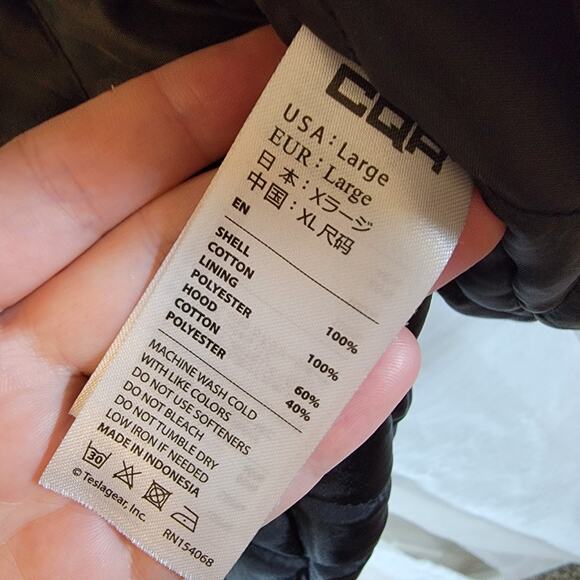 CQR
USA : Large
EUR : Large
日 本 : Xラージ
中国 : XL 尺码
EN
SHELL
COTTON 100%
LINING
POLYESTER 100%
HOOD
COTTON 60%
POLYESTER 40%
MACHINE WASH COLD
WITH LIKE COLORS
DO NOT USE SOFTENERS
DO NOT BLEACH
DO NOT TUMBLE DRY
LOW IRON IF NEEDED
MADE IN INDONESIA
30
© Teslagear, Inc. RN154068